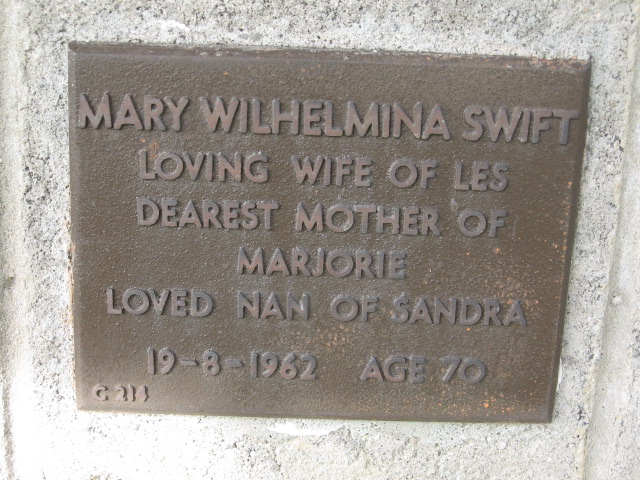 MARY WILHELMINA SWIFT
LOVING WIFE OF LES
DEAREST MOTHER OF
MARJORIE
LOVED NAN OF SANDRA
19-8-1962 AGE 70
C 214